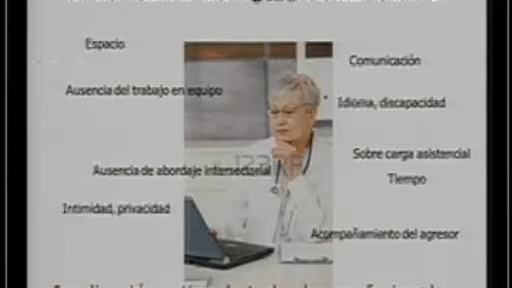 Espacio
Comunicación
Ausencia del trabajo en equipo
Idioma, discapacidad
Sobre carga asistencial
Ausencia de abordaje intersectorial
Tiempo
Intimidad, privacidad
Acompañamiento del agresor